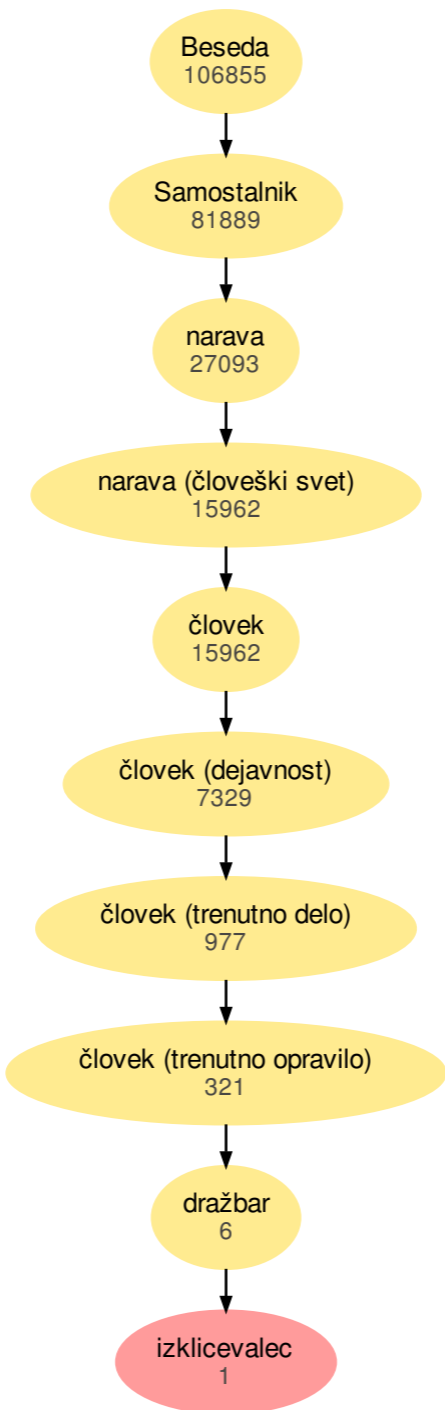 Beseda
106855
Samostalnik
81889
narava
27093
narava (človeški svet)
15962
človek
15962
človek (dejavnost)
7329
človek (trenutno delo)
977
človek (trenutno opravilo)
321
dražbar
6
izklicevalec
1